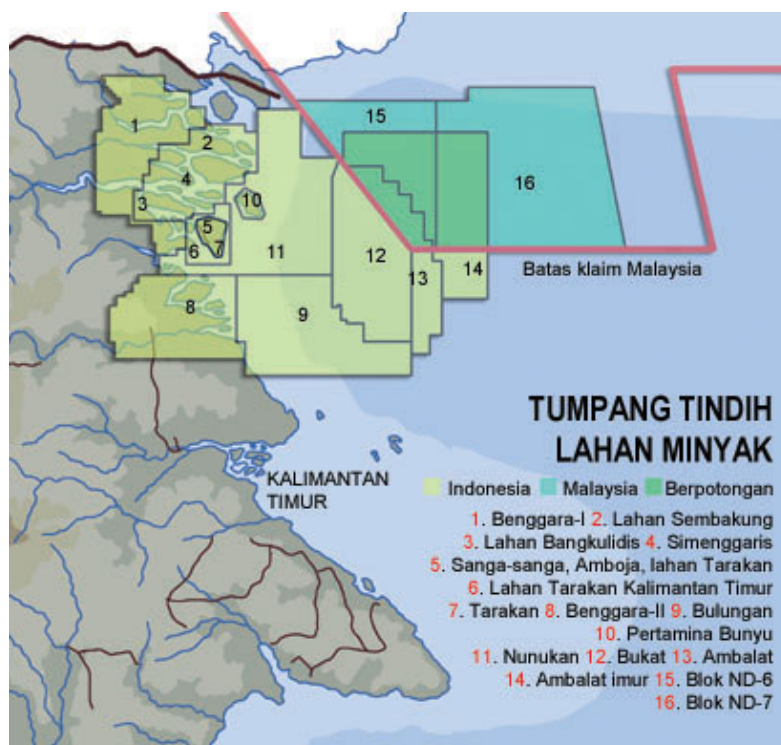 1
2
15
4
16
3
10
5
6
7
11
12
13
14
Batas klaim Malaysia
8
9
TUMPANG TINDIH
LAHAN MINYAK
KALIMANTAN
TIMUR
Indonesia Malaysia Berpotongan
1. Benggara-I 2. Lahan Sembakung
3. Lahan Bangkulidis 4. Simenggaris
5. Sanga-sanga, Amboja, lahan Tarakan
6. Lahan Tarakan Kalimantan Timur
7. Tarakan 8. Benggara-II 9. Bulungan
10. Pertamina Bunyu
11. Nunukan 12. Bukat 13. Ambalat
14. Ambalat imur 15. Blok ND-6
16. Blok ND-7